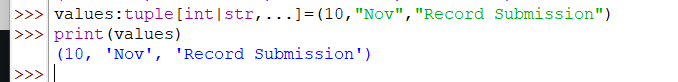 >>> values:tuple[int|str,...]=(10,"Nov","Record Submission")
>>> print(values)
(10, 'Nov', 'Record Submission')
>>>